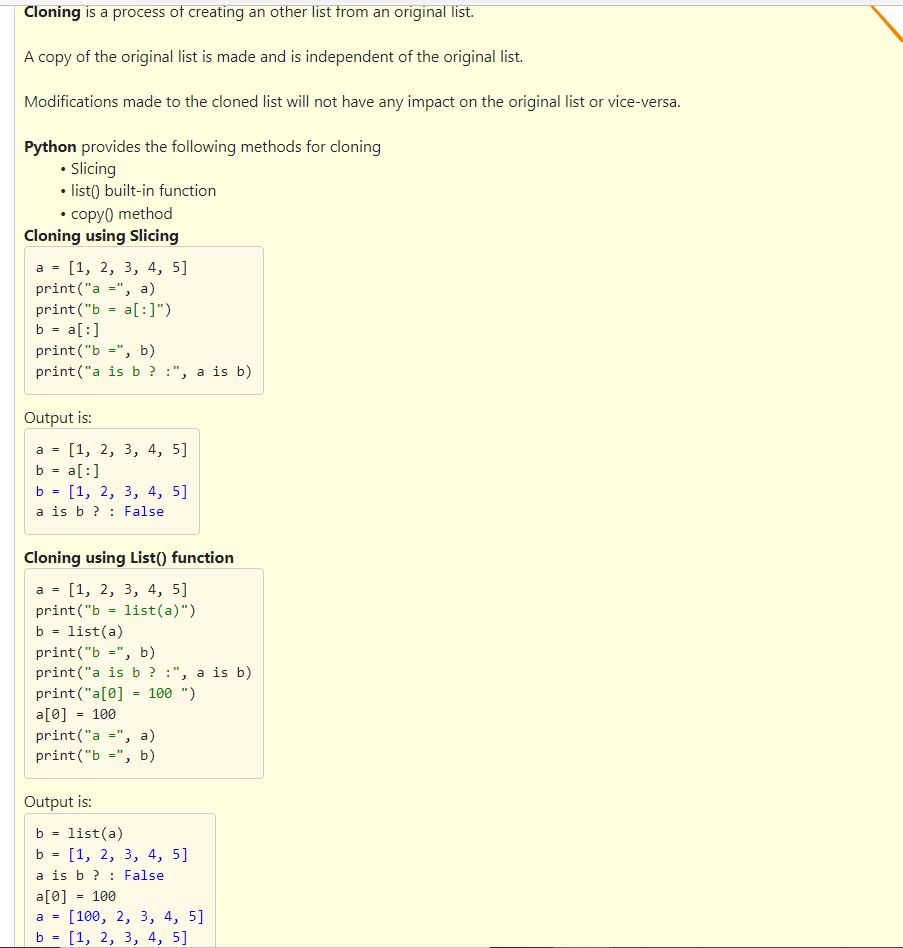 Cloning is a process of creating an other list from an original list.
A copy of the original list is made and is independent of the original list.
Modifications made to the cloned list will not have any impact on the original list or vice-versa.
Python provides the following methods for cloning
• Slicing
• list() built-in function
• copy() method
Cloning using Slicing
a = [1, 2, 3, 4, 5]
print("a =", a)
print("b = a[:]")
b = a[:]
print("b =", b)
print("a is b ? :", a is b)
Output is:
a = [1, 2, 3, 4, 5]
b = a[:]
b = [1, 2, 3, 4, 5]
a is b ? : False
Cloning using List() function
a = [1, 2, 3, 4, 5]
print("b = list(a)")
b = list(a)
print("b =", b)
print("a is b ? :", a is b)
print("a[0] = 100 ")
a[0] = 100
print("a =", a)
print("b =", b)
Output is:
b = list(a)
b = [1, 2, 3, 4, 5]
a is b ? : False
a[0] = 100
a = [100, 2, 3, 4, 5]
b = [1, 2, 3, 4, 5]